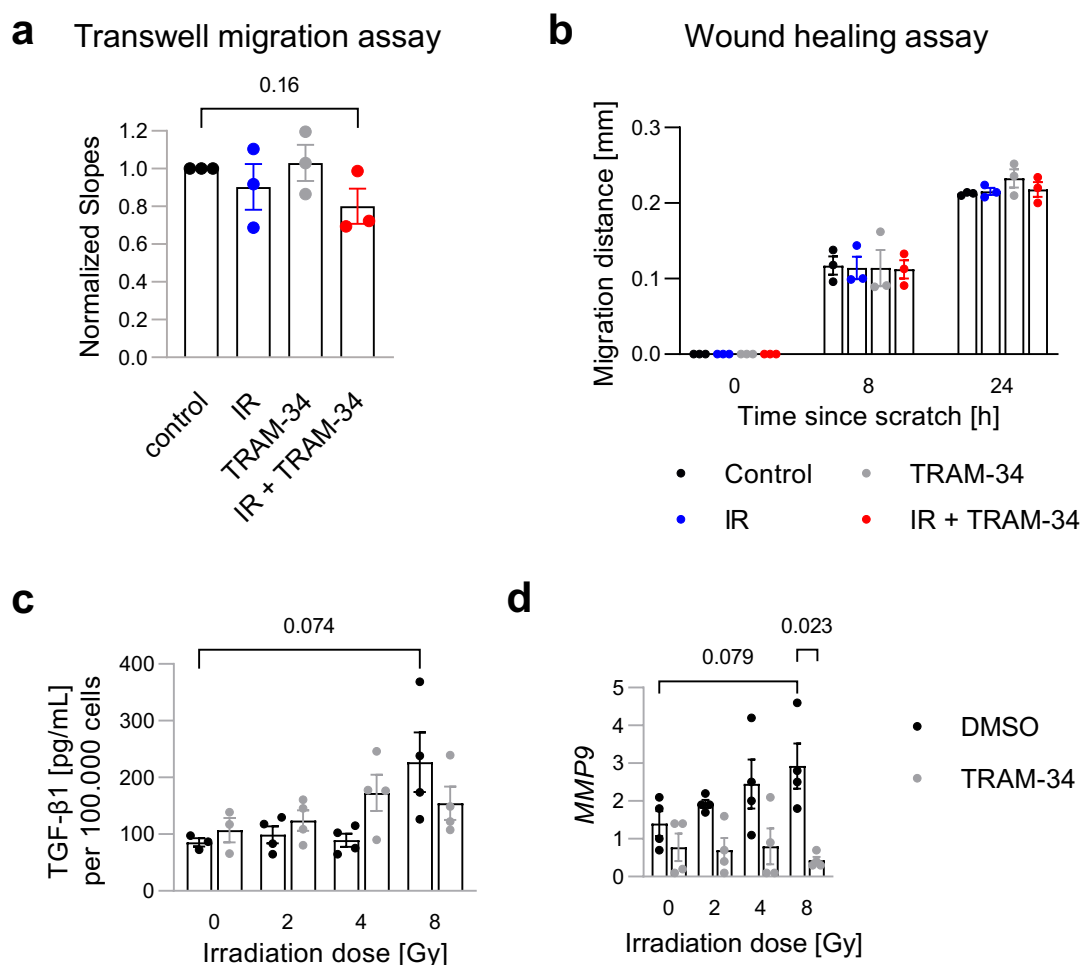 a Transwell migration assay
0.16
1.2
1.0
0.8
0.6
0.4
0.2
0.0
Normalized Slopes
control
IR
TRAM-34
IR + TRAM-34
b Wound healing assay
0.3
0.2
0.1
0.0
Migration distance [mm]
0 8 24
Time since scratch [h]
Control
IR
TRAM-34
IR + TRAM-34
c
0.074
400
300
200
100
0
TGF-β1 [pg/mL]
per 100.000 cells
0 2 4 8
Irradiation dose [Gy]
d
0.023
0.079
5
4
3
2
1
0
MMP9
0 2 4 8
Irradiation dose [Gy]
DMSO
TRAM-34